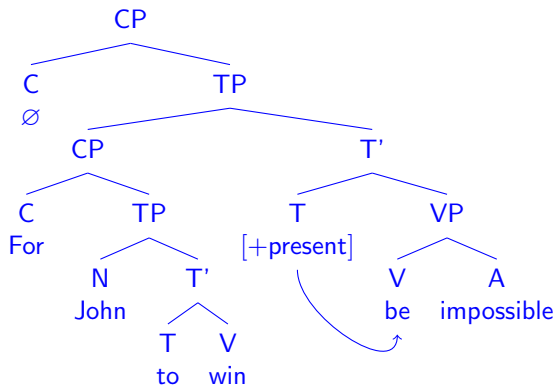 CP
C TP
∅
CP T'
C TP T VP
For [+present]
N T' V A
John be impossible
T V
to win